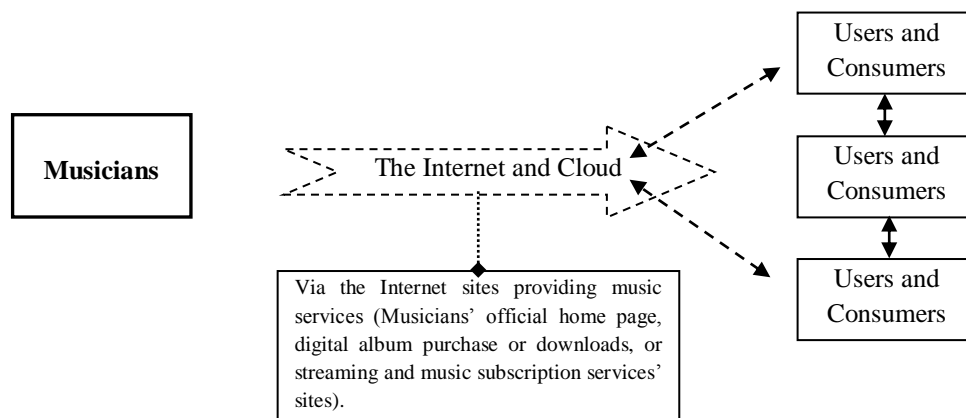 Users and
Consumers
Musicians
The Internet and Cloud
Users and
Consumers
Via the Internet sites providing music
services (Musicians’ official home page,
digital album purchase or downloads, or
streaming and music subscription services’
sites).
Users and
Consumers